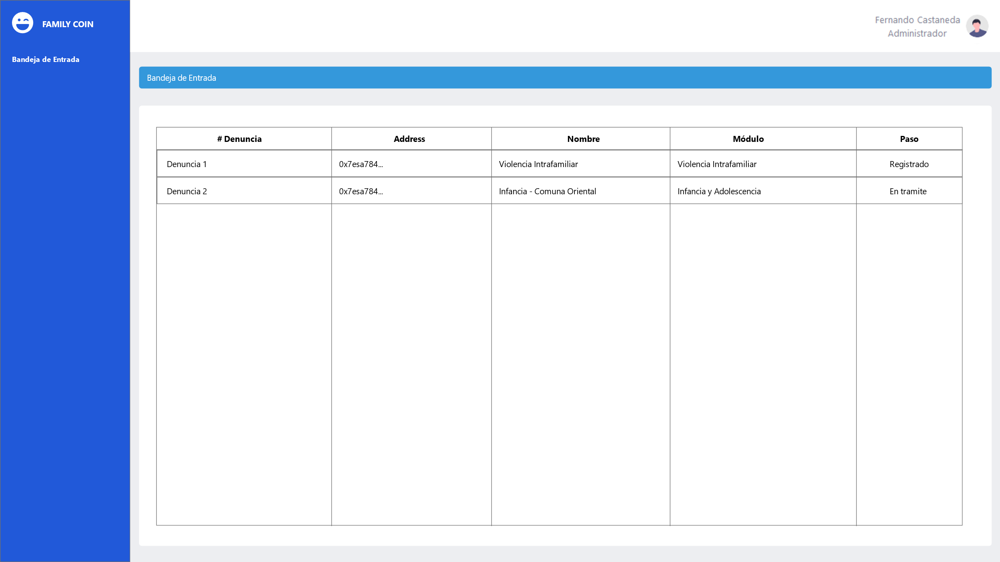 FAMILY COIN
Fernando Castaneda
Administrador
Bandeja de Entrada
Bandeja de Entrada
# Denuncia Address Nombre Módulo Paso
Denuncia 1 0x7esa784... Violencia Intrafamiliar Violencia Intrafamiliar Registrado
Denuncia 2 0x7esa784... Infancia - Comuna Oriental Infancia y Adolescencia En tramite